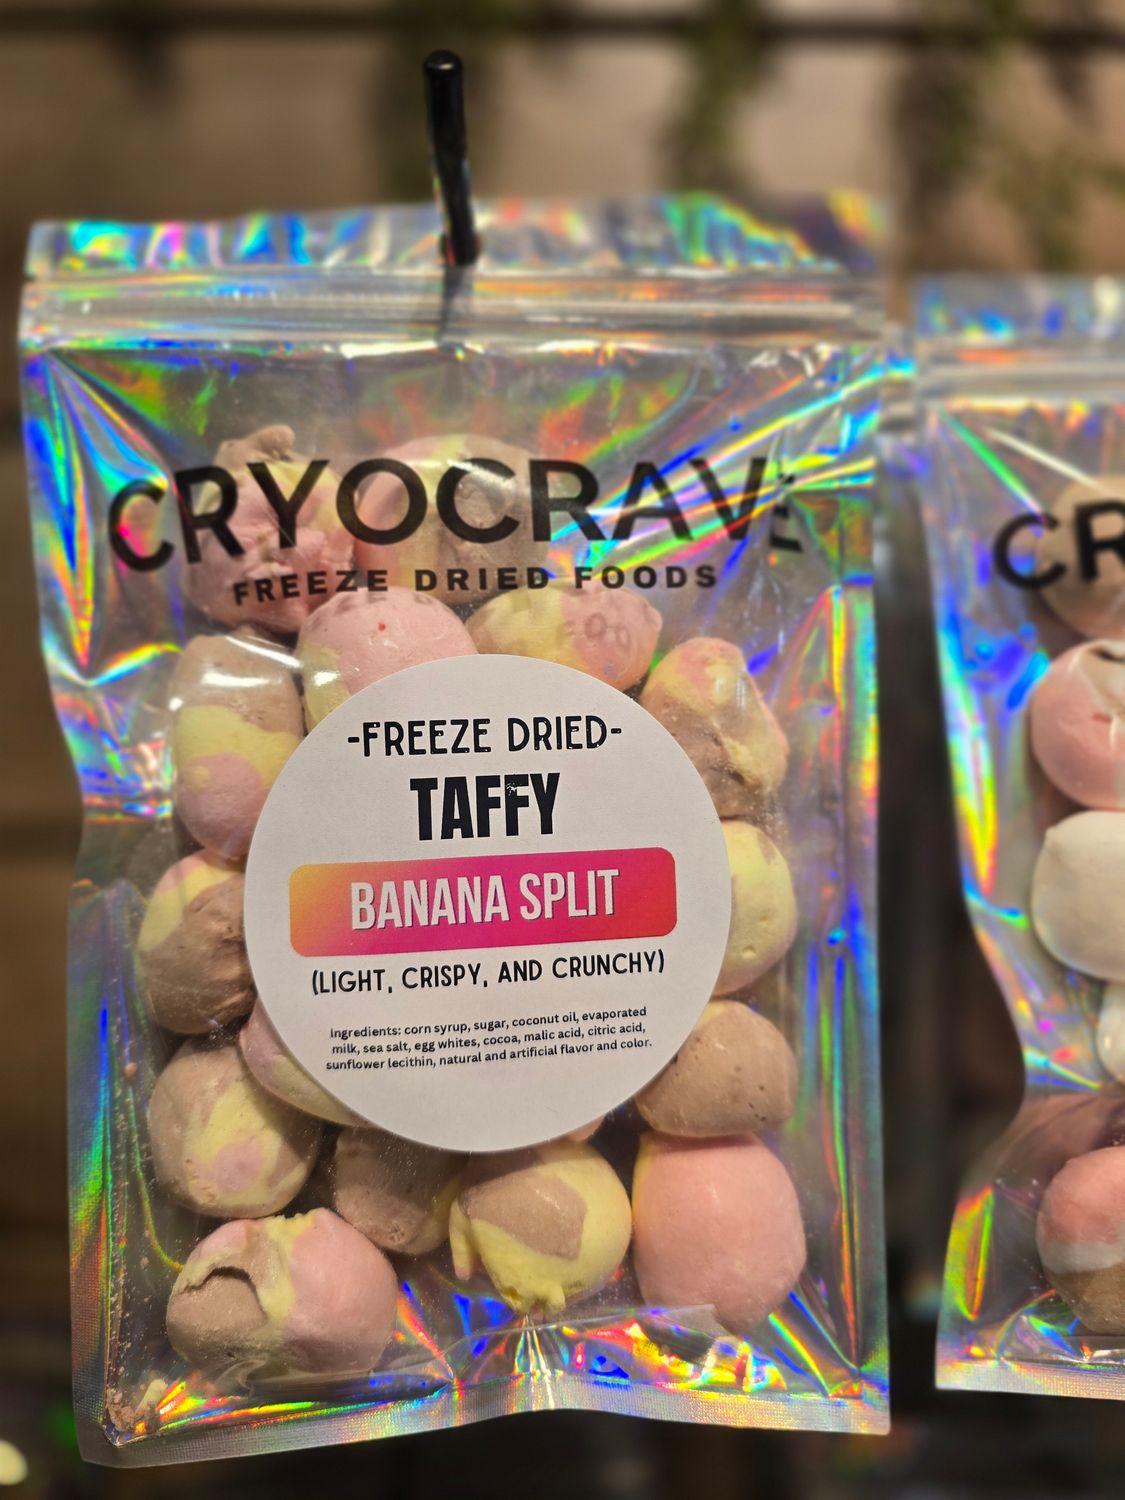 CRYOCRAVE
FREEZE DRIED FOODS
-FREEZE DRIED-
TAFFY
BANANA SPLIT
(LIGHT, CRISPY, AND CRUNCHY)
Ingredients: corn syrup, sugar, coconut oil, evaporated
milk, sea salt, egg whites, cocoa, malic acid, citric acid,
sunflower lecithin, natural and artificial flavor and color.
CR